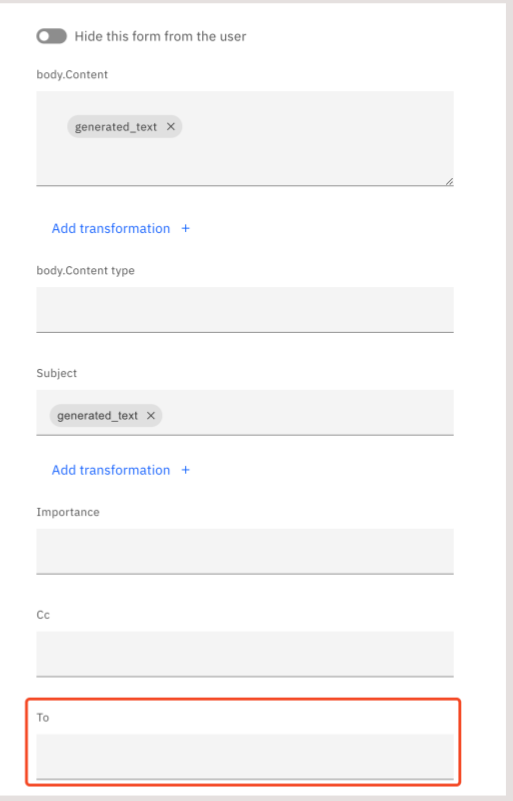 Hide this form from the user
body.Content
generated_text ×
Add transformation +
body.Content type
Subject
generated_text ×
Add transformation +
Importance
Cc
To